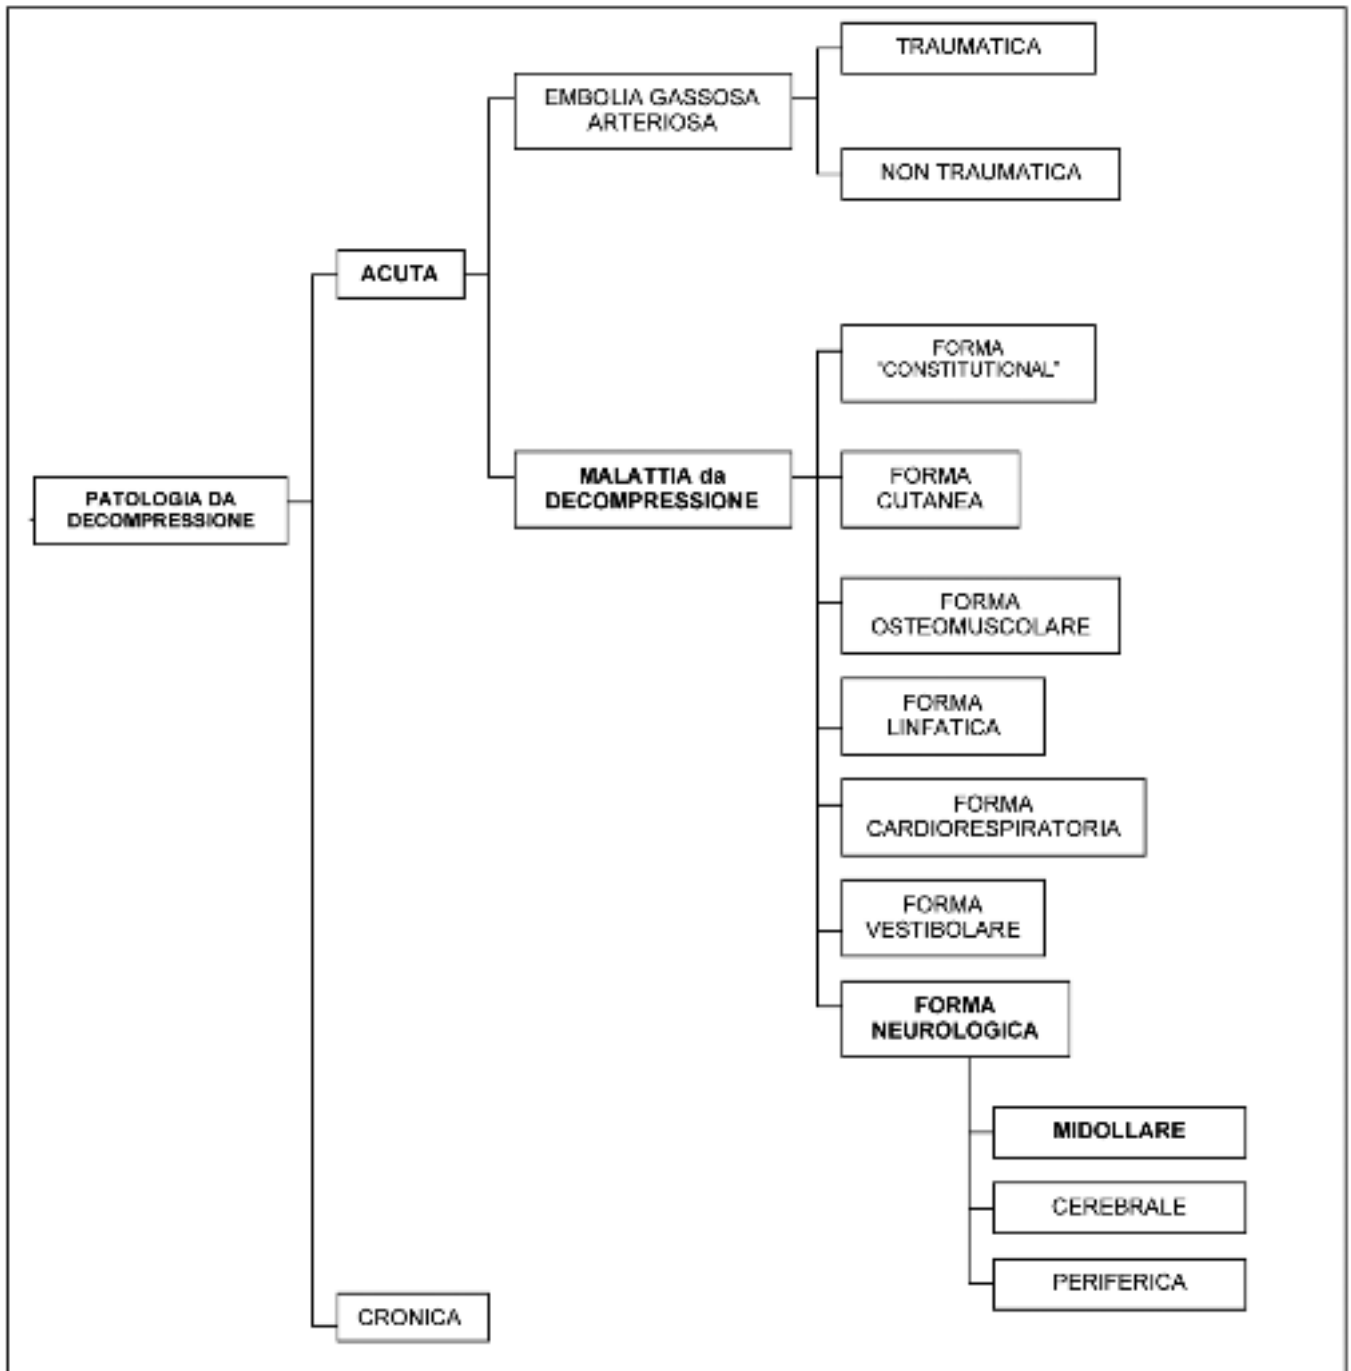 TRAUMATICA
EMBOLIA GASSOSA
ARTERIOSA
NON TRAUMATICA
ACUTA
FORMA
"CONSTITUTIONAL"
MALATTIA da
DECOMPRESSIONE
FORMA
CUTANEA
PATOLOGIA DA
DECOMPRESSIONE
FORMA
OSTEOMUSCOLARE
FORMA
LINFATICA
FORMA
CARDIORESPIRATORIA
FORMA
VESTIBOLARE
FORMA
NEUROLOGICA
MIDOLLARE
CEREBRALE
PERIFERICA
CRONICA